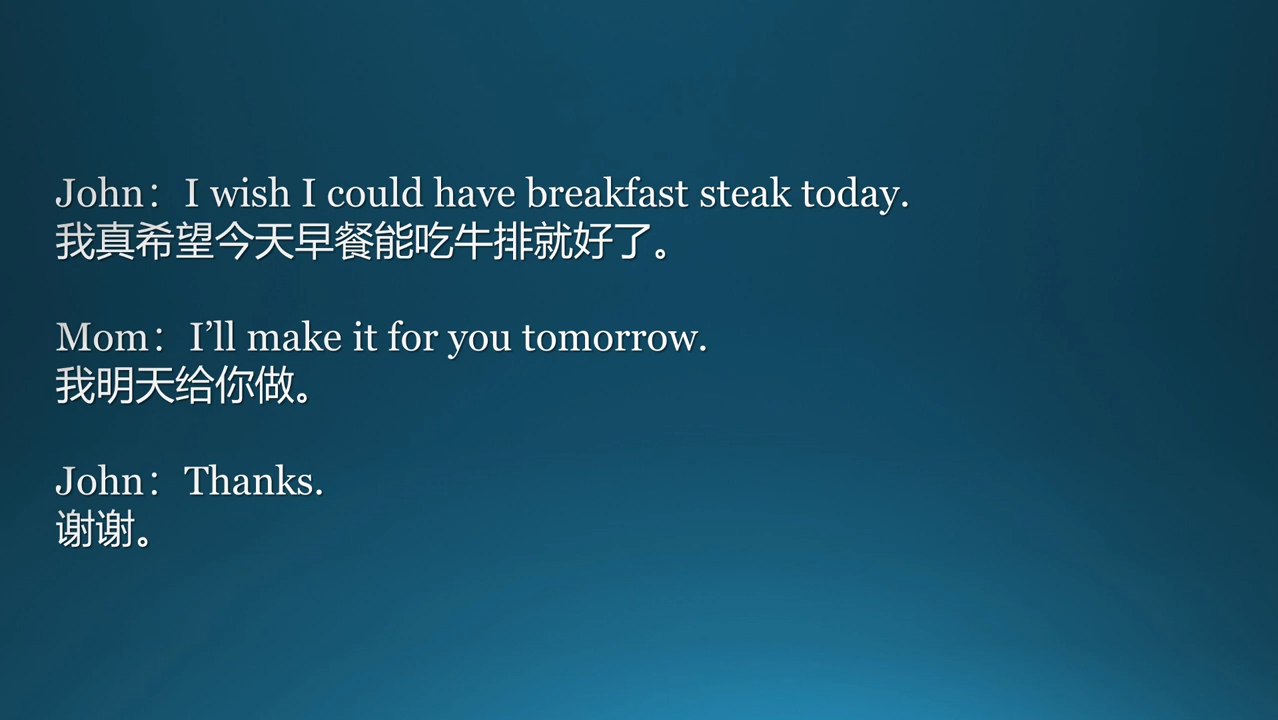 John：I wish I could have breakfast steak today.
我真希望今天早餐能吃牛排就好了。
Mom：I’ll make it for you tomorrow.
我明天给你做。
John：Thanks.
谢谢。